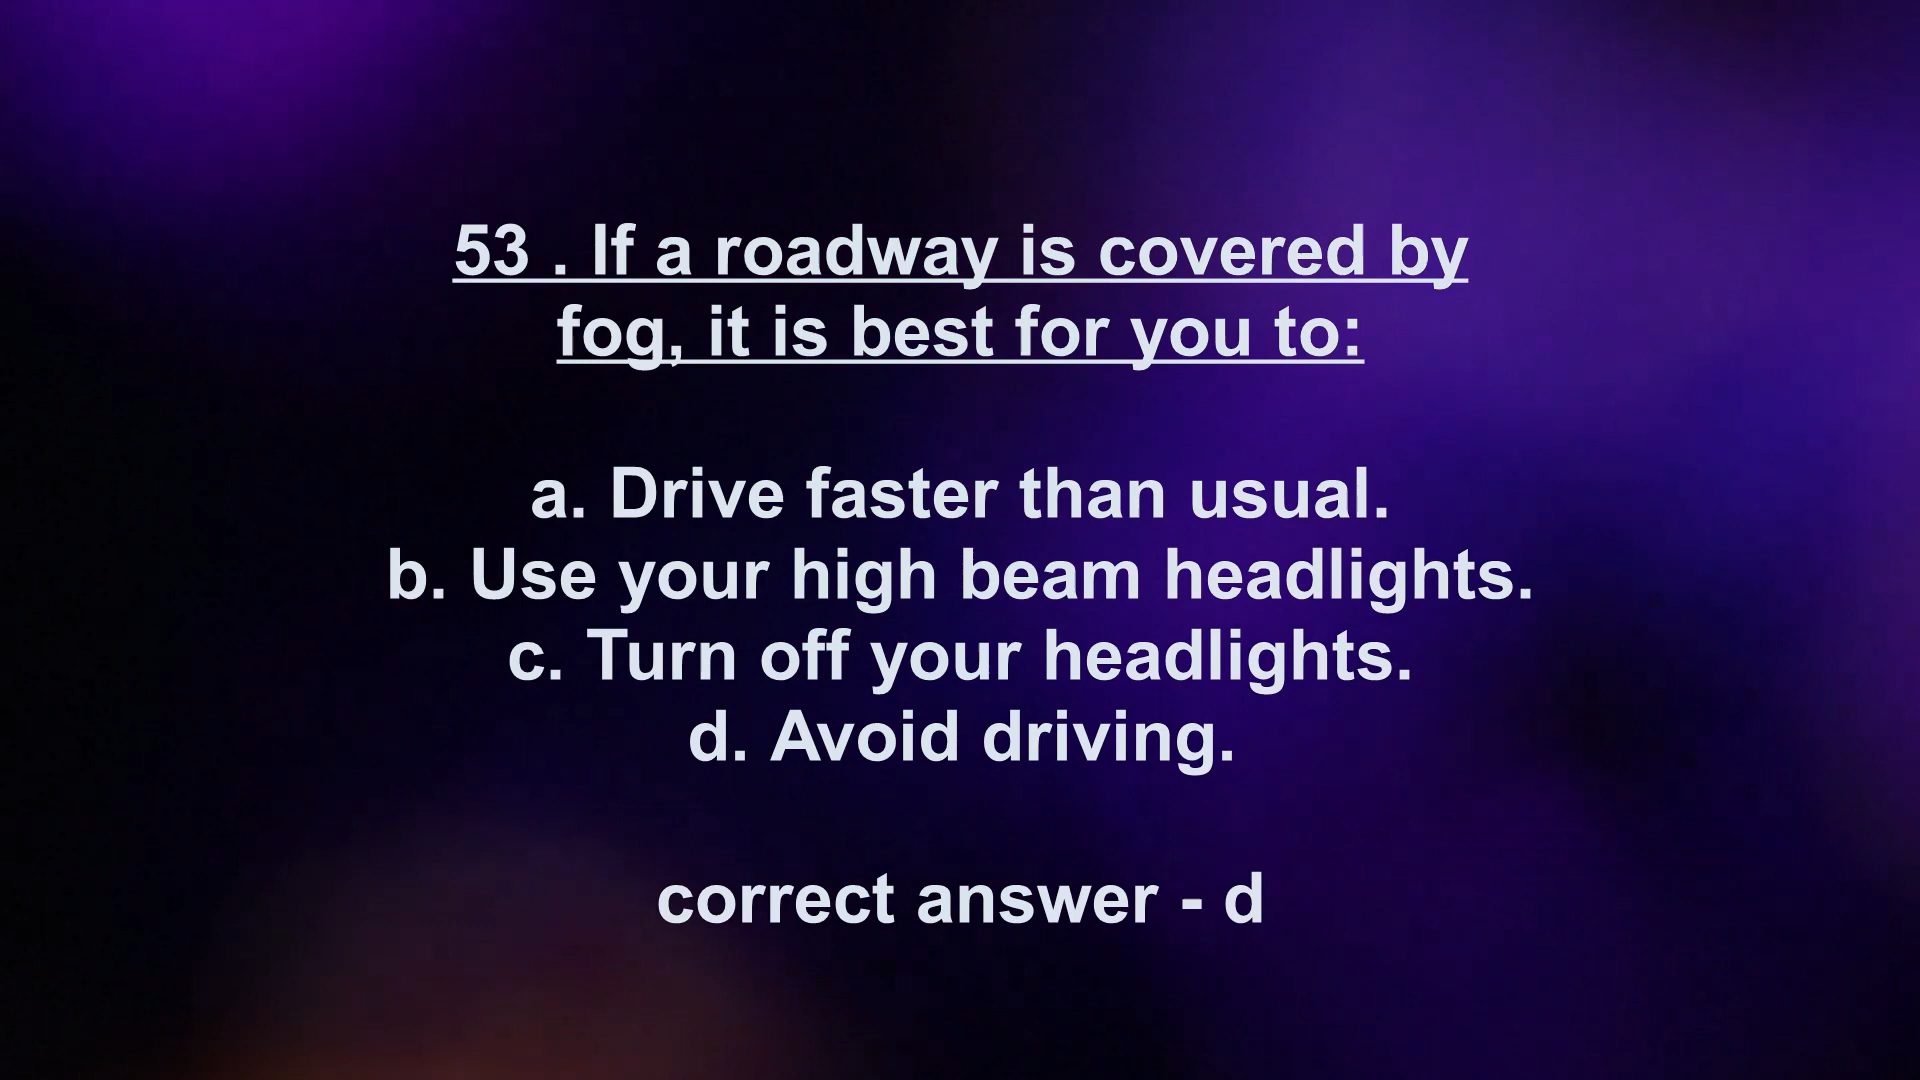 53 . If a roadway is covered by
fog, it is best for you to:
a. Drive faster than usual.
b. Use your high beam headlights.
c. Turn off your headlights.
d. Avoid driving.
correct answer - d